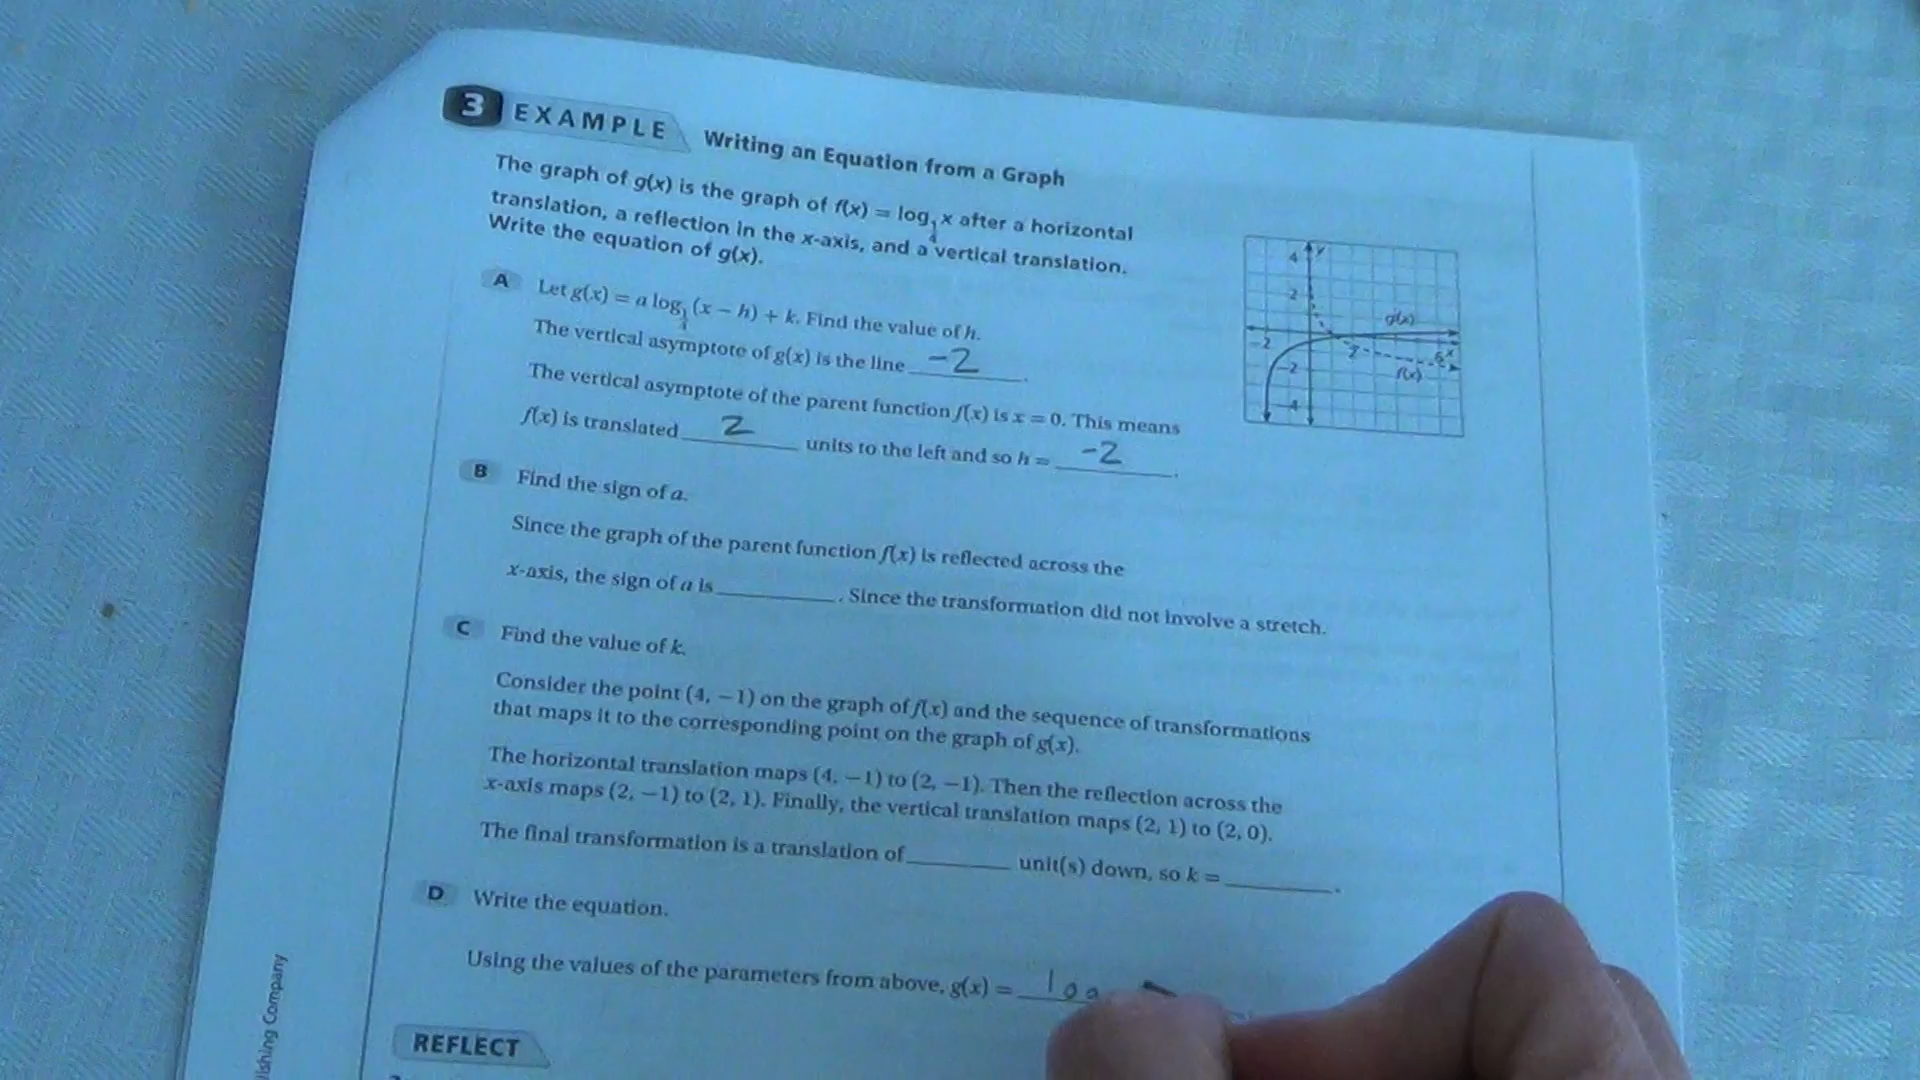 3 EXAMPLE Writing an Equation from a Graph
The graph of g(x) is the graph of f(x) = log 1/4 x after a horizontal
translation, a reflection in the x-axis, and a vertical translation.
Write the equation of g(x).
A Let g(x) = a log 1/4 (x − h) + k. Find the value of h.
The vertical asymptote of g(x) is the line -2.
The vertical asymptote of the parent function f(x) is x = 0. This means
f(x) is translated 2 units to the left and so h = -2.
4 y
2
g(x)
-2 2 6 x
-2 f(x)
-4
B Find the sign of a.
Since the graph of the parent function f(x) is reflected across the
x-axis, the sign of a is ________. Since the transformation did not involve a stretch.
C Find the value of k.
Consider the point (4, −1) on the graph of f(x) and the sequence of transformations
that maps it to the corresponding point on the graph of g(x).
The horizontal translation maps (4, −1) to (2, −1). Then the reflection across the
x-axis maps (2, −1) to (2, 1). Finally, the vertical translation maps (2, 1) to (2, 0).
The final transformation is a translation of ________ unit(s) down, so k = ________.
D Write the equation.
Using the values of the parameters from above, g(x) = log
REFLECT
lishing Company